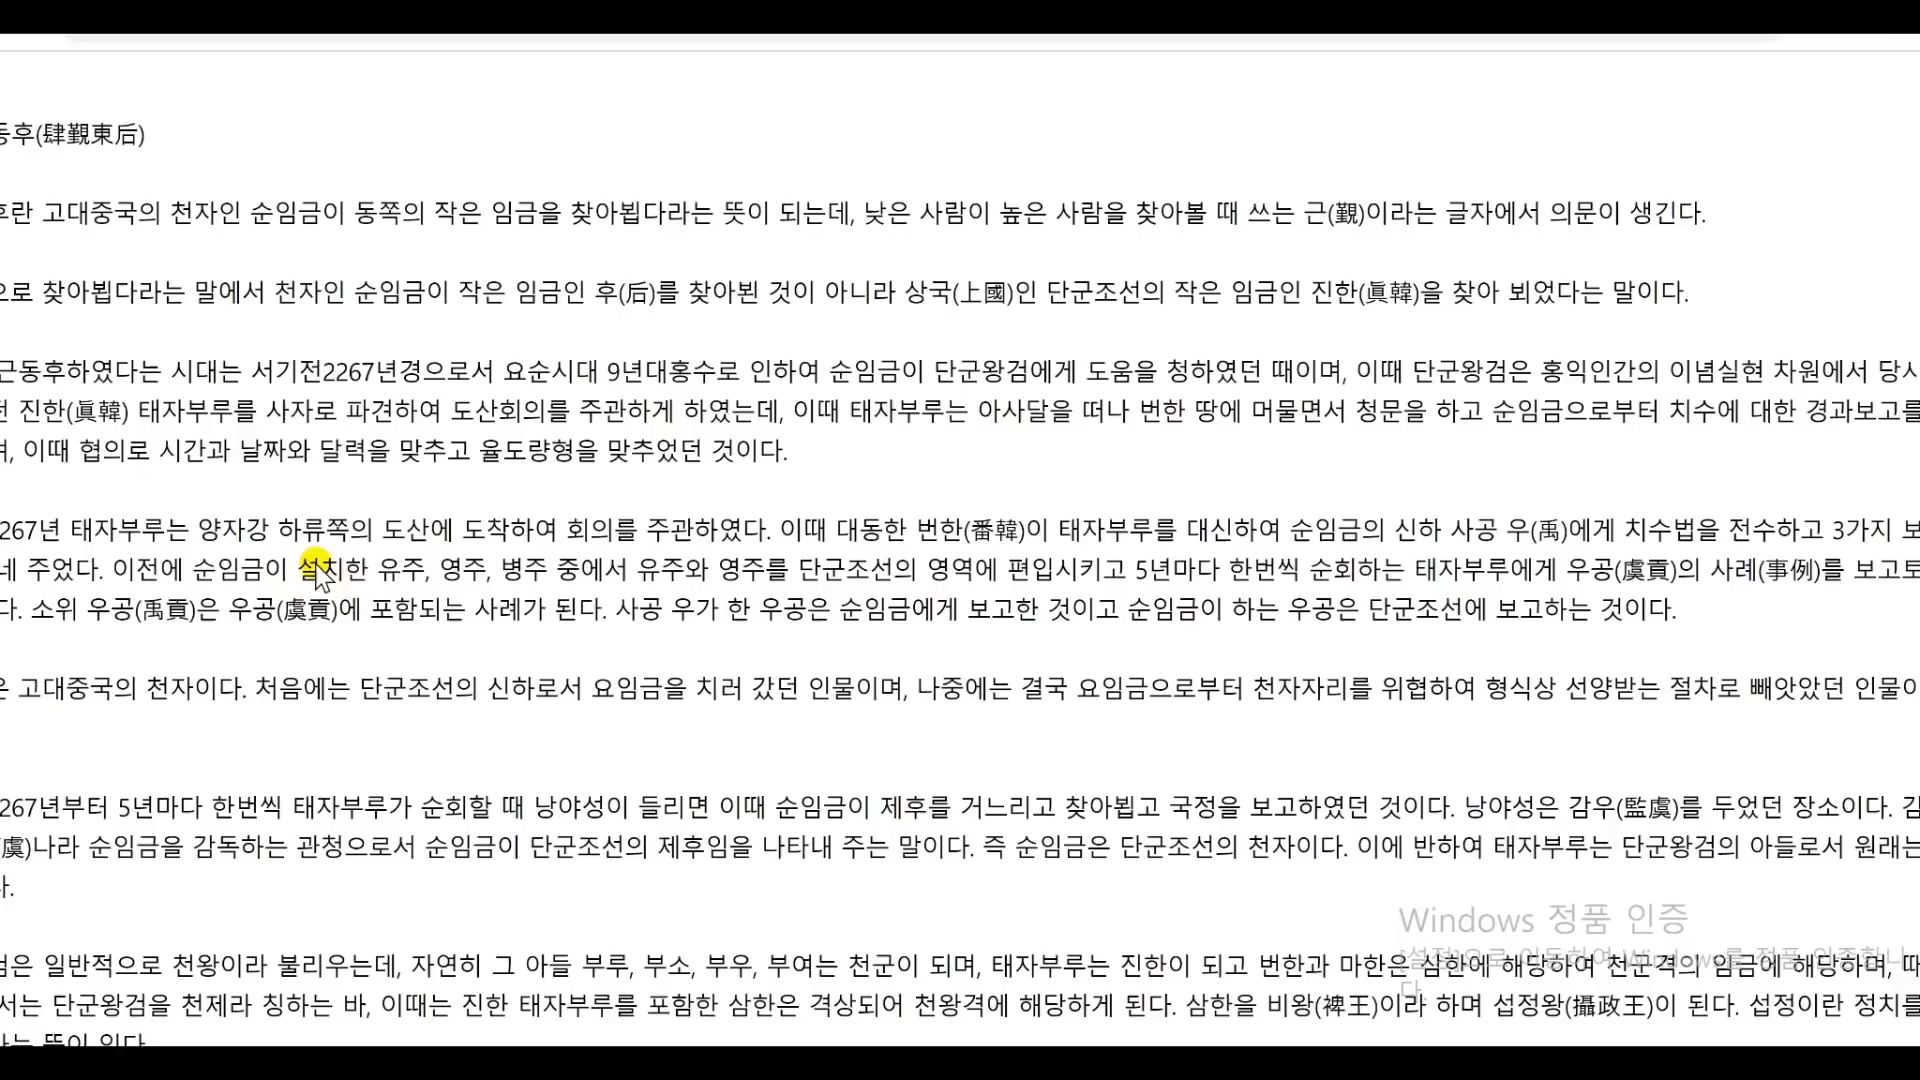 동후(肆覲東后)
후란 고대중국의 천자인 순임금이 동쪽의 작은 임금을 찾아뵙다라는 뜻이 되는데, 낮은 사람이 높은 사람을 찾아볼 때 쓰는 근(覲)이라는 글자에서 의문이 생긴다.
으로 찾아뵙다라는 말에서 천자인 순임금이 작은 임금인 후(后)를 찾아뵌 것이 아니라 상국(上國)인 단군조선의 작은 임금인 진한(眞韓)을 찾아 뵈었다는 말이다.
근동후하였다는 시대는 서기전2267년경으로서 요순시대 9년대홍수로 인하여 순임금이 단군왕검에게 도움을 청하였던 때이며, 이때 단군왕검은 홍익인간의 이념실현 차원에서 당시
던 진한(眞韓) 태자부루를 사자로 파견하여 도산회의를 주관하게 하였는데, 이때 태자부루는 아사달을 떠나 번한 땅에 머물면서 청문을 하고 순임금으로부터 치수에 대한 경과보고를
며, 이때 협의로 시간과 날짜와 달력을 맞추고 율도량형을 맞추었던 것이다.
267년 태자부루는 양자강 하류쪽의 도산에 도착하여 회의를 주관하였다. 이때 대동한 번한(番韓)이 태자부루를 대신하여 순임금의 신하 사공 우(禹)에게 치수법을 전수하고 3가지 보
네 주었다. 이전에 순임금이 설치한 유주, 영주, 병주 중에서 유주와 영주를 단군조선의 영역에 편입시키고 5년마다 한번씩 순회하는 태자부루에게 우공(虞貢)의 사례(事例)를 보고토
다. 소위 우공(禹貢)은 우공(虞貢)에 포함되는 사례가 된다. 사공 우가 한 우공은 순임금에게 보고한 것이고 순임금이 하는 우공은 단군조선에 보고하는 것이다.
은 고대중국의 천자이다. 처음에는 단군조선의 신하로서 요임금을 치러 갔던 인물이며, 나중에는 결국 요임금으로부터 천자자리를 위협하여 형식상 선양받는 절차로 빼앗았던 인물이
267년부터 5년마다 한번씩 태자부루가 순회할 때 낭야성이 들리면 이때 순임금이 제후를 거느리고 찾아뵙고 국정을 보고하였던 것이다. 낭야성은 감우(監虞)를 두었던 장소이다. 감
(虞)나라 순임금을 감독하는 관청으로서 순임금이 단군조선의 제후임을 나타내 주는 말이다. 즉 순임금은 단군조선의 천자이다. 이에 반하여 태자부루는 단군왕검의 아들로서 원래는
다.
검은 일반적으로 천왕이라 불리우는데, 자연히 그 아들 부루, 부소, 부우, 부여는 천군이 되며, 태자부루는 진한이 되고 번한과 마한은 삼한에 해당하여 천군격의 임금에 해당하며, 때
서는 단군왕검을 천제라 칭하는 바, 이때는 진한 태자부루를 포함한 삼한은 격상되어 천왕격에 해당하게 된다. 삼한을 비왕(裨王)이라 하며 섭정왕(攝政王)이 된다. 섭정이란 정치를
하는 뜻이 있다.
Windows 정품 인증
[설정]으로 이동하여 Windows를 정품 인증합니다.